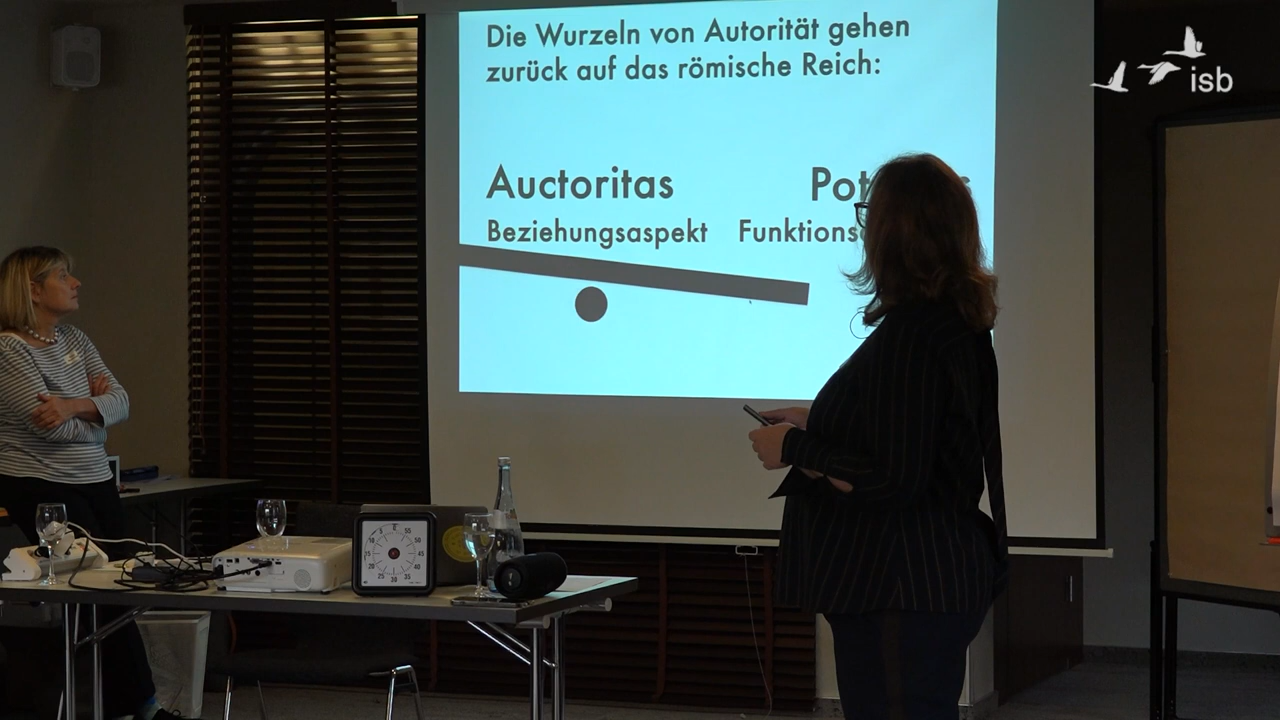 Die Wurzeln von Autorität gehen
zurück auf das römische Reich:
isb
Auctoritas
Beziehungsaspekt